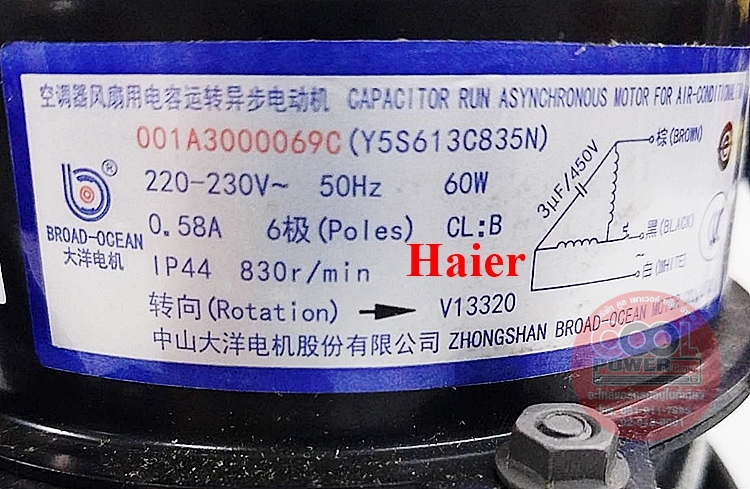 空调器风扇用电容运转异步电动机 CAPACITOR RUN ASYNCHRONOUS MOTOR FOR AIR-CONDITIONE
001A3000069C (Y5S613C835N)
220-230V~ 50Hz 60W
0.58A 6极(Poles) CL:B
IP44 830r/min
转向(Rotation) V13320
中山大洋电机股份有限公司 ZHONGSHAN BROAD-OCEAN MOTOR
BROAD-OCEAN
大洋电机
®
3μF/450V
棕(BROWN)
黑(BLACK)
~
白(WHITE)
Haier
COOL
POWER